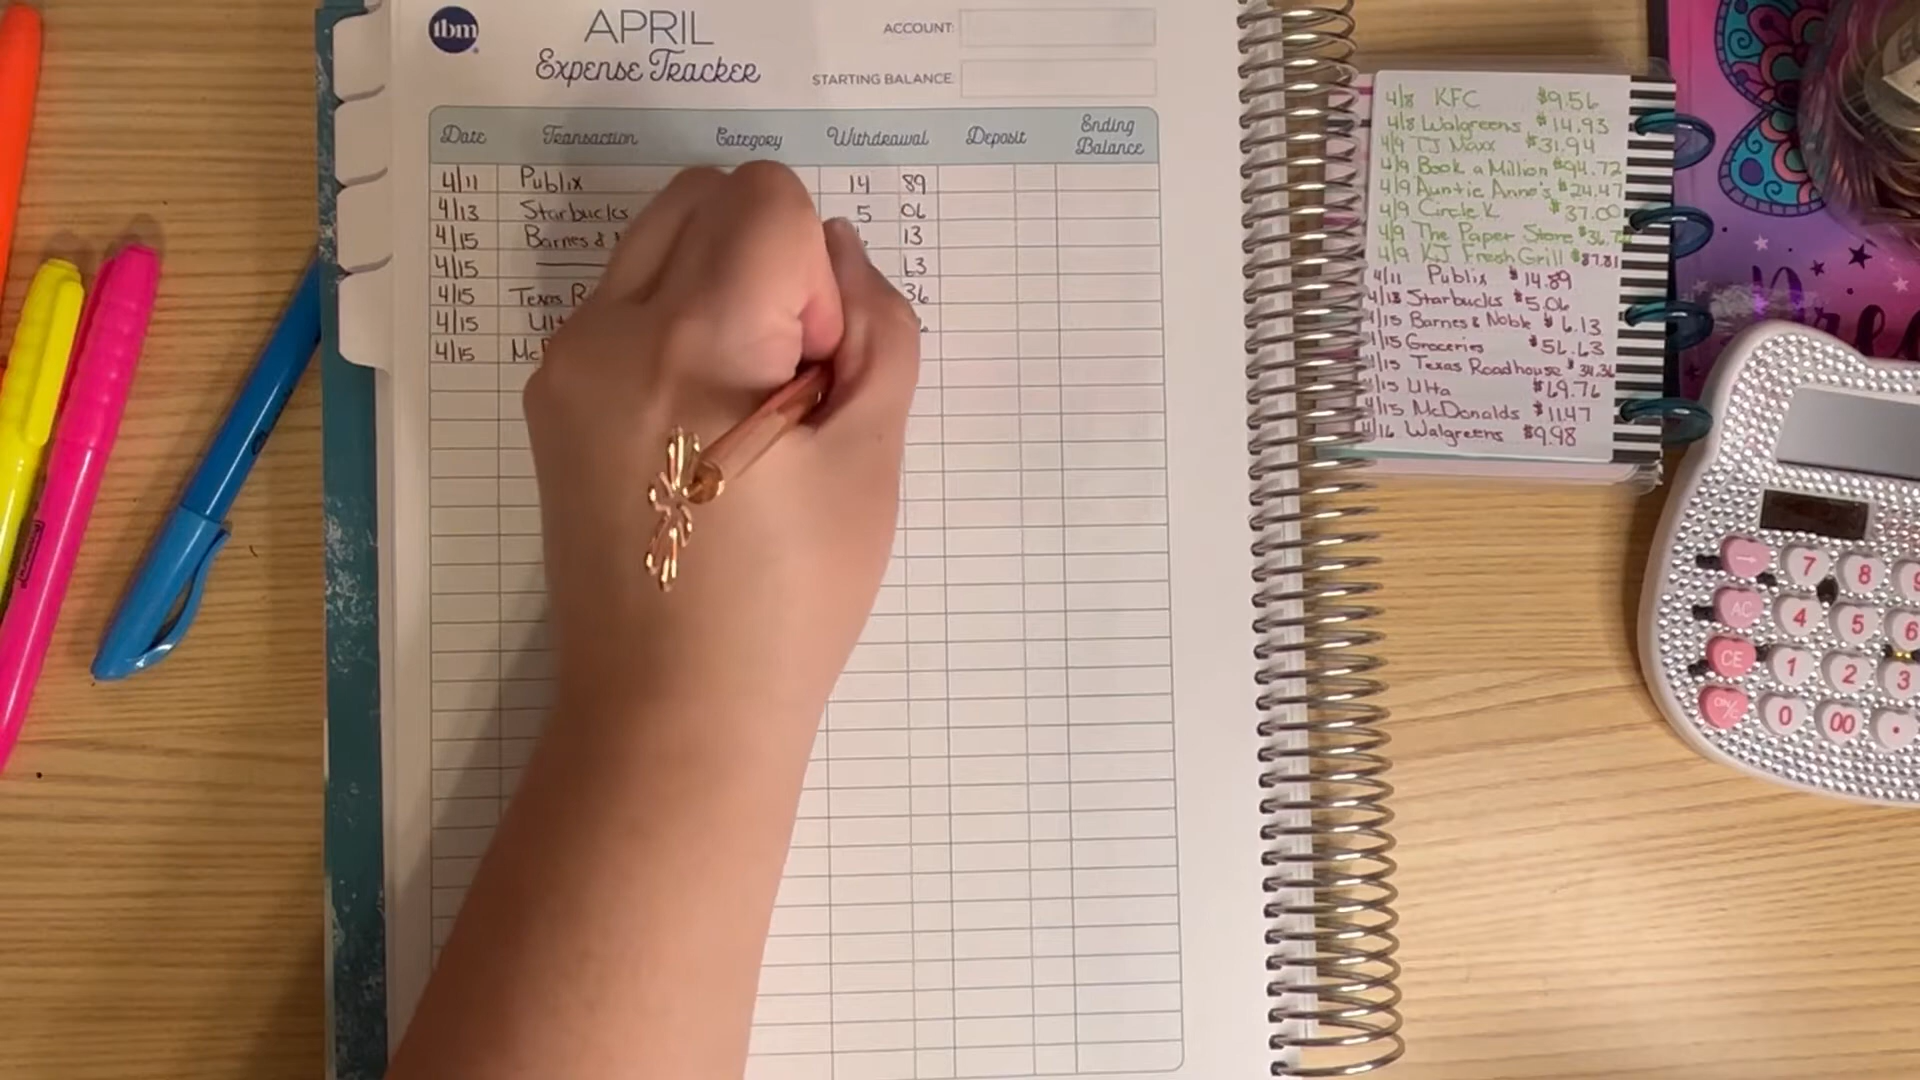 tbm
APRIL
Expense Tracker
ACCOUNT:
STARTING BALANCE:
Date Transaction Category Withdrawal Deposit Ending Balance
4/11 Publix 14 89
4/13 Starbucks 5 06
4/15 Barnes & 13
4/15 63
4/15 Texas 36
4/15
4/15
4/8 KFC $9.56
4/8 Walgreens $14.93
4/9 TJ Maxx $31.94
4/9 Book a Million $94.72
4/9 Auntie Anne's $24.47
4/9 Circle K $37.00
4/9 The Paper Store
4/9 KJ Fresh Grill $87.81
4/11 Publix $14.89
4/13 Starbucks $5.06
4/15 Barnes & Noble $6.13
4/15 Groceries $56.63
4/15 Texas Roadhouse $34.36
4/15 Ulta $69.76
4/15 McDonalds $11.47
4/16 Walgreens $9.98
→ 7 8 9
AC 4 5 6
CE 1 2 3
ON/C 0 00 .